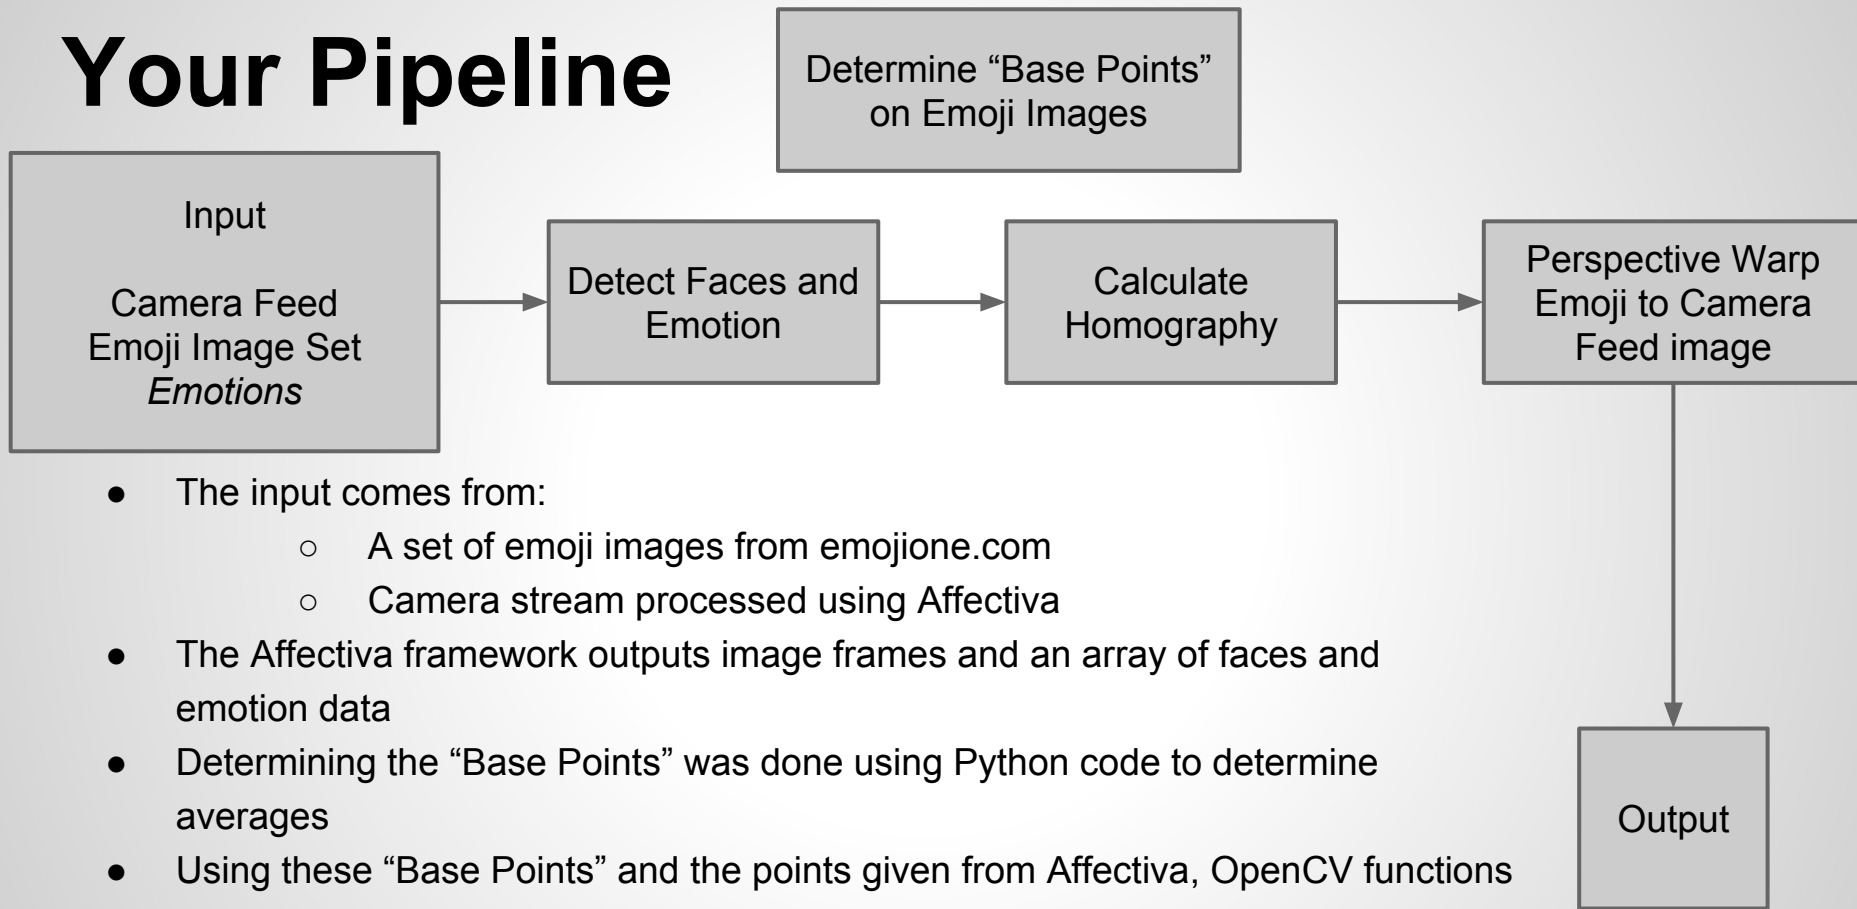 Your Pipeline
Determine “Base Points”
on Emoji Images
Input
Camera Feed
Emoji Image Set
Emotions
Detect Faces and
Emotion
Calculate
Homography
Perspective Warp
Emoji to Camera
Feed image
● The input comes from:
○ A set of emoji images from emojione.com
○ Camera stream processed using Affectiva
● The Affectiva framework outputs image frames and an array of faces and
emotion data
● Determining the “Base Points” was done using Python code to determine
averages
● Using these “Base Points” and the points given from Affectiva, OpenCV functions
Output